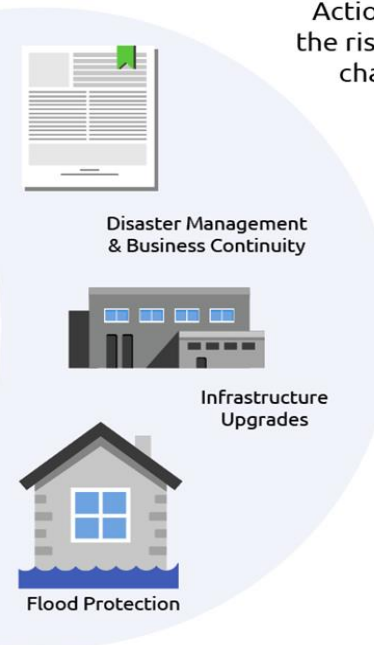 Actio
the ris
cha
Disaster Management
& Business Continuity
Infrastructure
Upgrades
Flood Protection